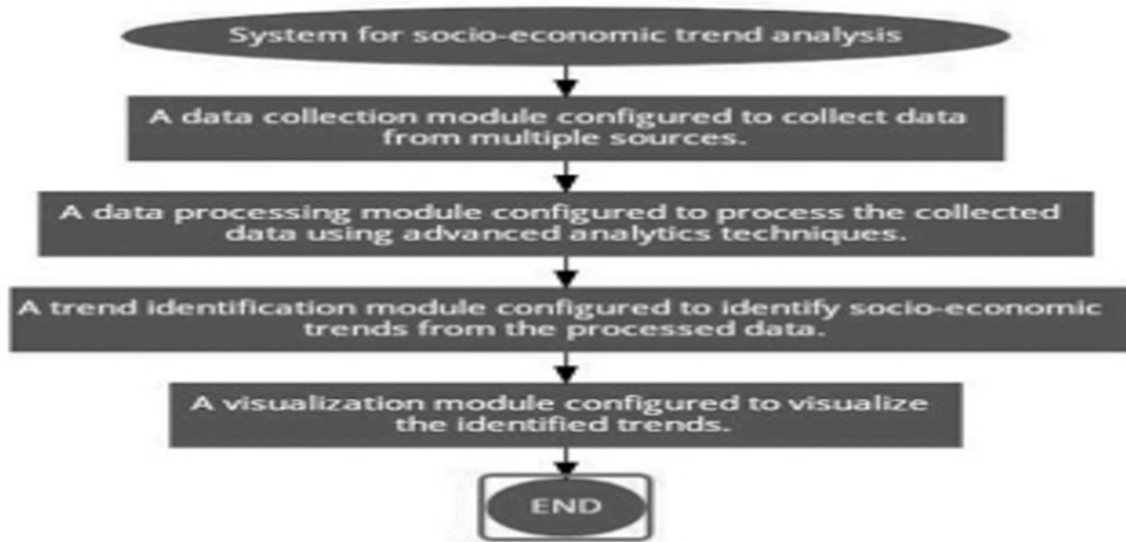 System for socio-economic trend analysis
A data collection module configured to collect data
from multiple sources.
A data processing module configured to process the collected
data using advanced analytics techniques.
A trend identification module configured to identify socio-economic
trends from the processed data.
A visualization module configured to visualize
the identified trends.
END